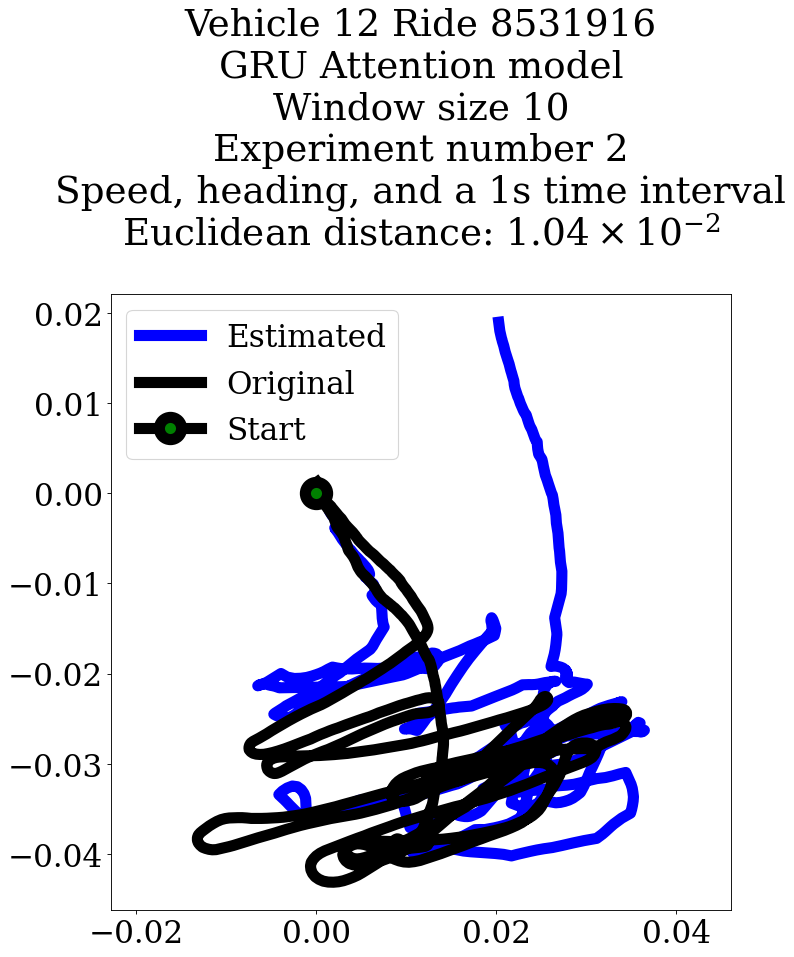 Vehicle 12 Ride 8531916
GRU Attention model
Window size 10
Experiment number 2
Speed, heading, and a 1s time interval
Euclidean distance: 1.04 × 10⁻²
Estimated
Original
Start
0.02
0.01
0.00
−0.01
−0.02
−0.03
−0.04
−0.02 0.00 0.02 0.04